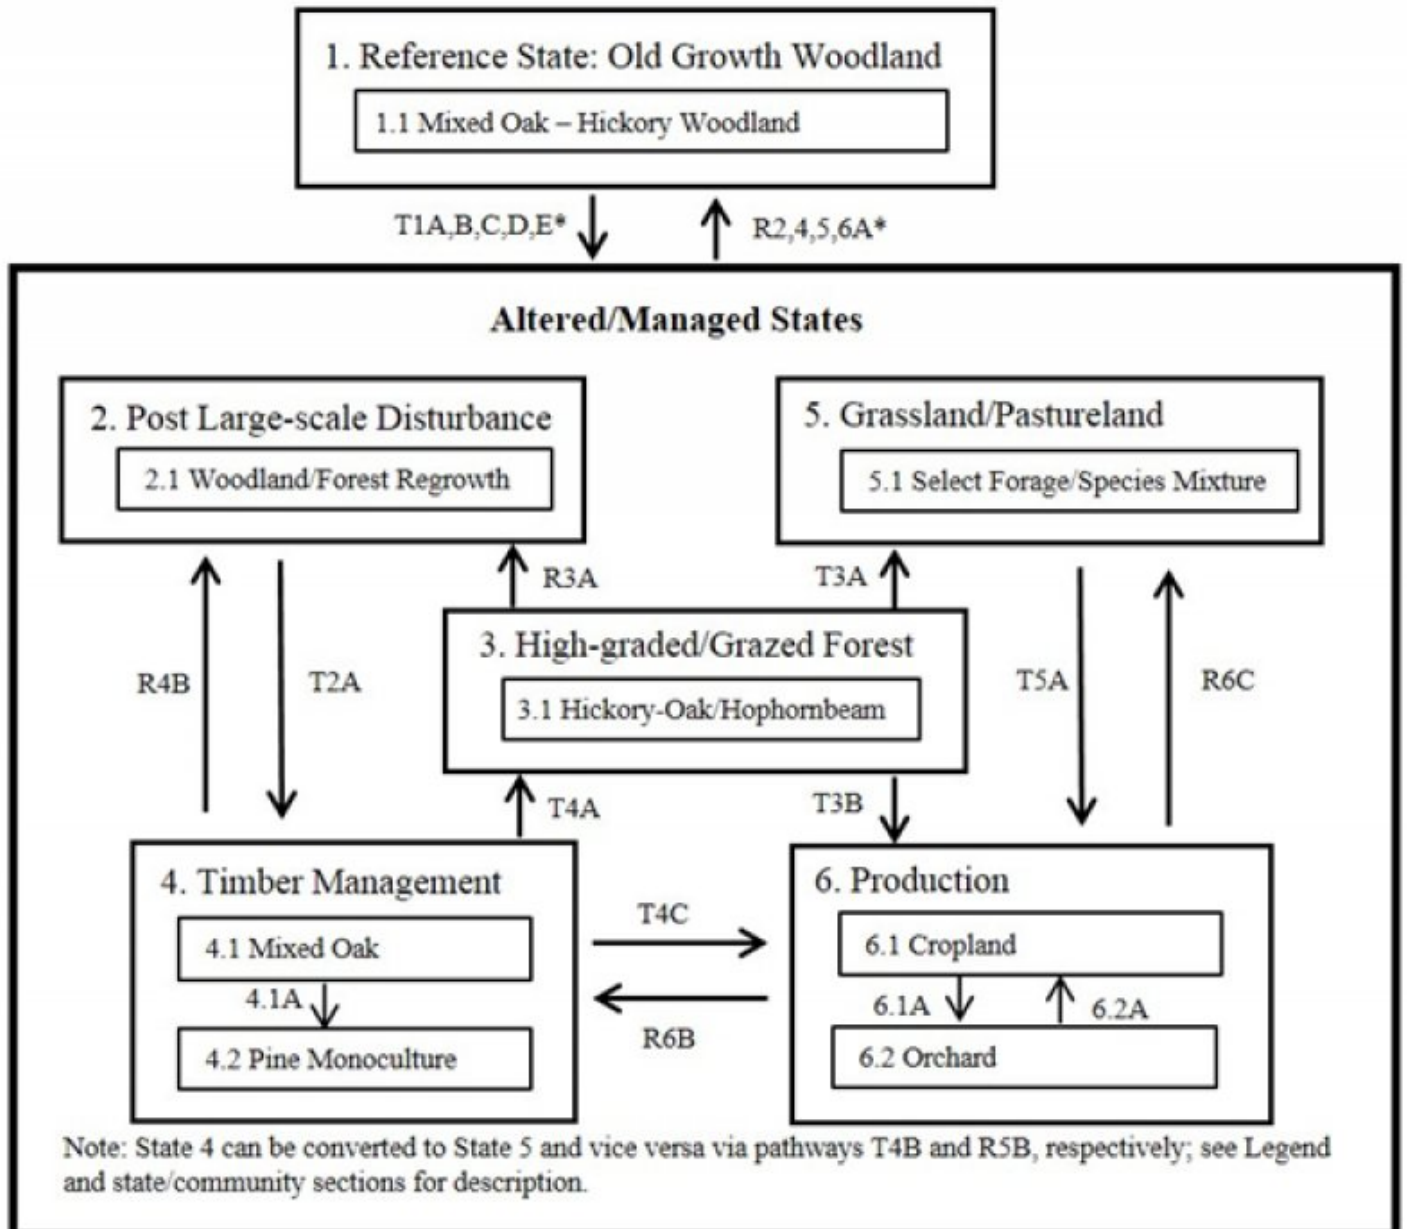 1. Reference State: Old Growth Woodland
1.1 Mixed Oak – Hickory Woodland
T1A,B,C,D,E*
R2,4,5,6A*
Altered/Managed States
2. Post Large-scale Disturbance
2.1 Woodland/Forest Regrowth
5. Grassland/Pastureland
5.1 Select Forage/Species Mixture
R3A
T3A
3. High-graded/Grazed Forest
3.1 Hickory-Oak/Hophornbeam
R4B
T2A
T5A
R6C
T4A
T3B
4. Timber Management
4.1 Mixed Oak
4.1A
4.2 Pine Monoculture
T4C
R6B
6. Production
6.1 Cropland
6.1A
6.2A
6.2 Orchard
Note: State 4 can be converted to State 5 and vice versa via pathways T4B and R5B, respectively; see Legend
and state/community sections for description.